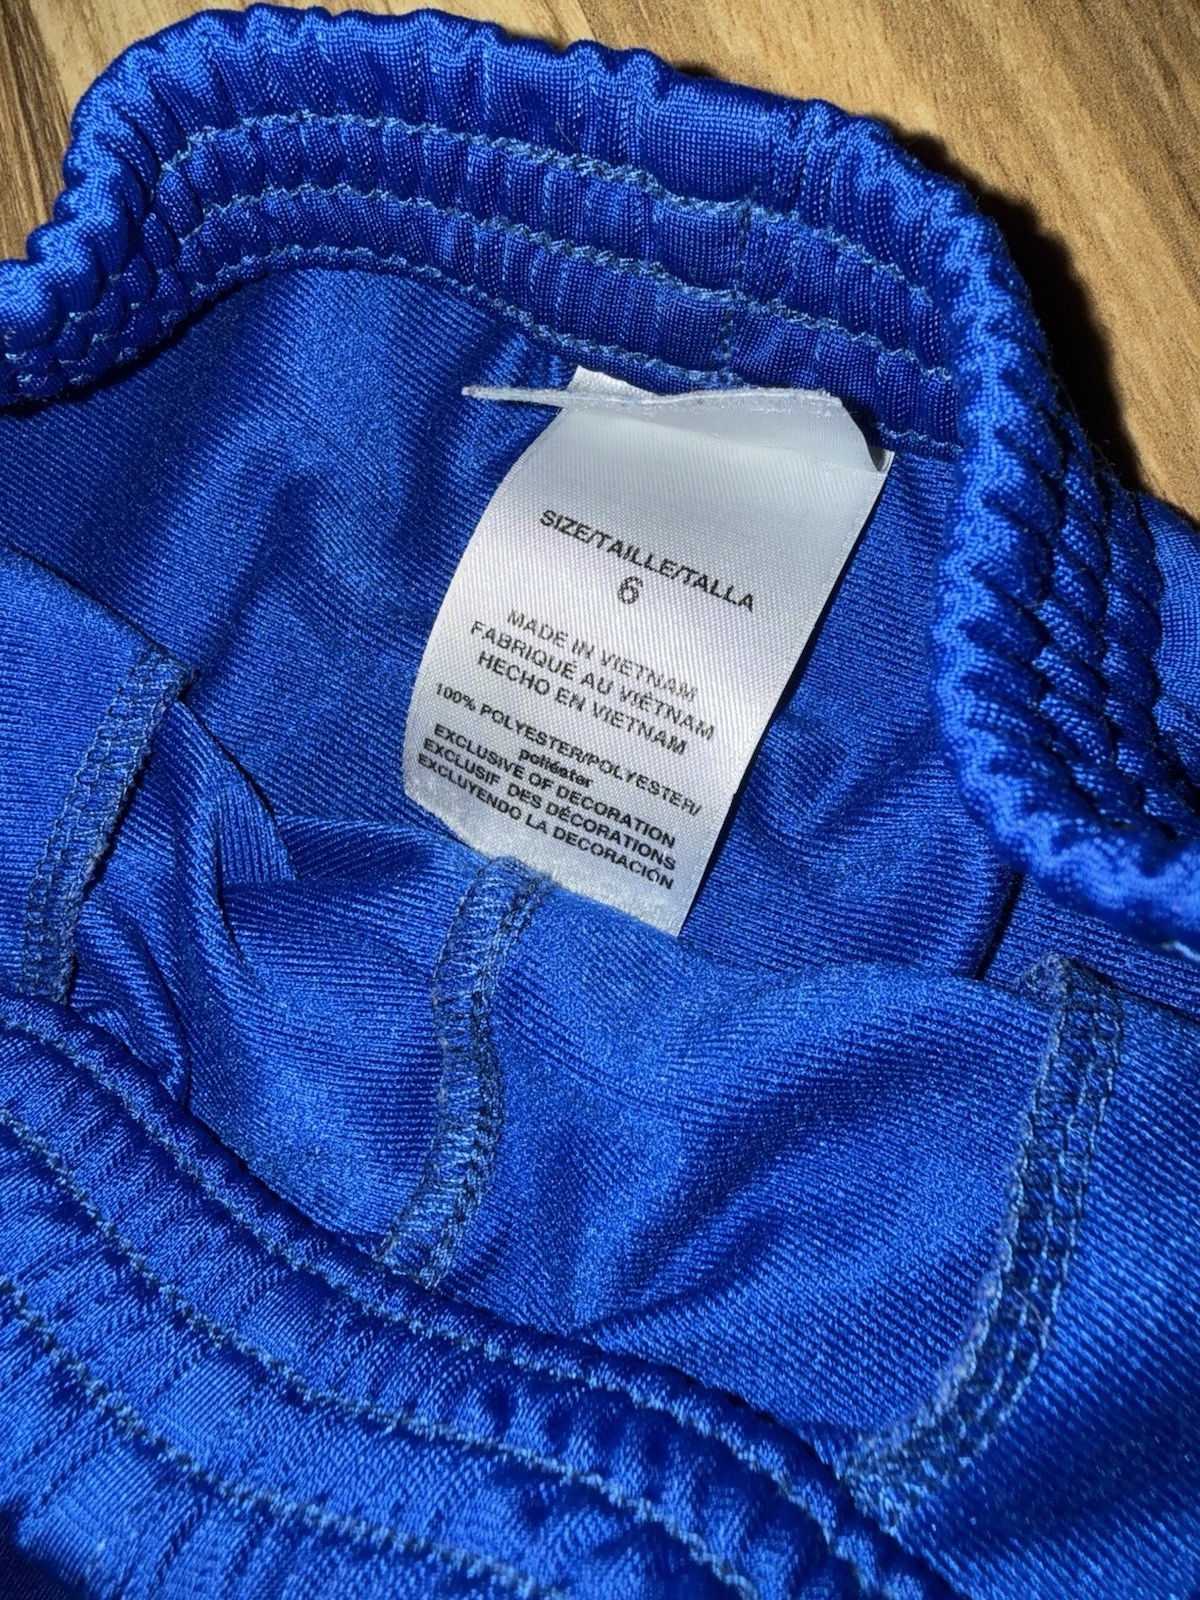 SIZE/TAILLE/TALLA
6
MADE IN VIETNAM
FABRIQUÉ AU VIÊTNAM
HECHO EN VIETNAM
100% POLYESTER/POLYESTER/
poliéster
EXCLUSIVE OF DECORATION
EXCLUSIF DES DÉCORATIONS
EXCLUYENDO LA DECORACIÓN